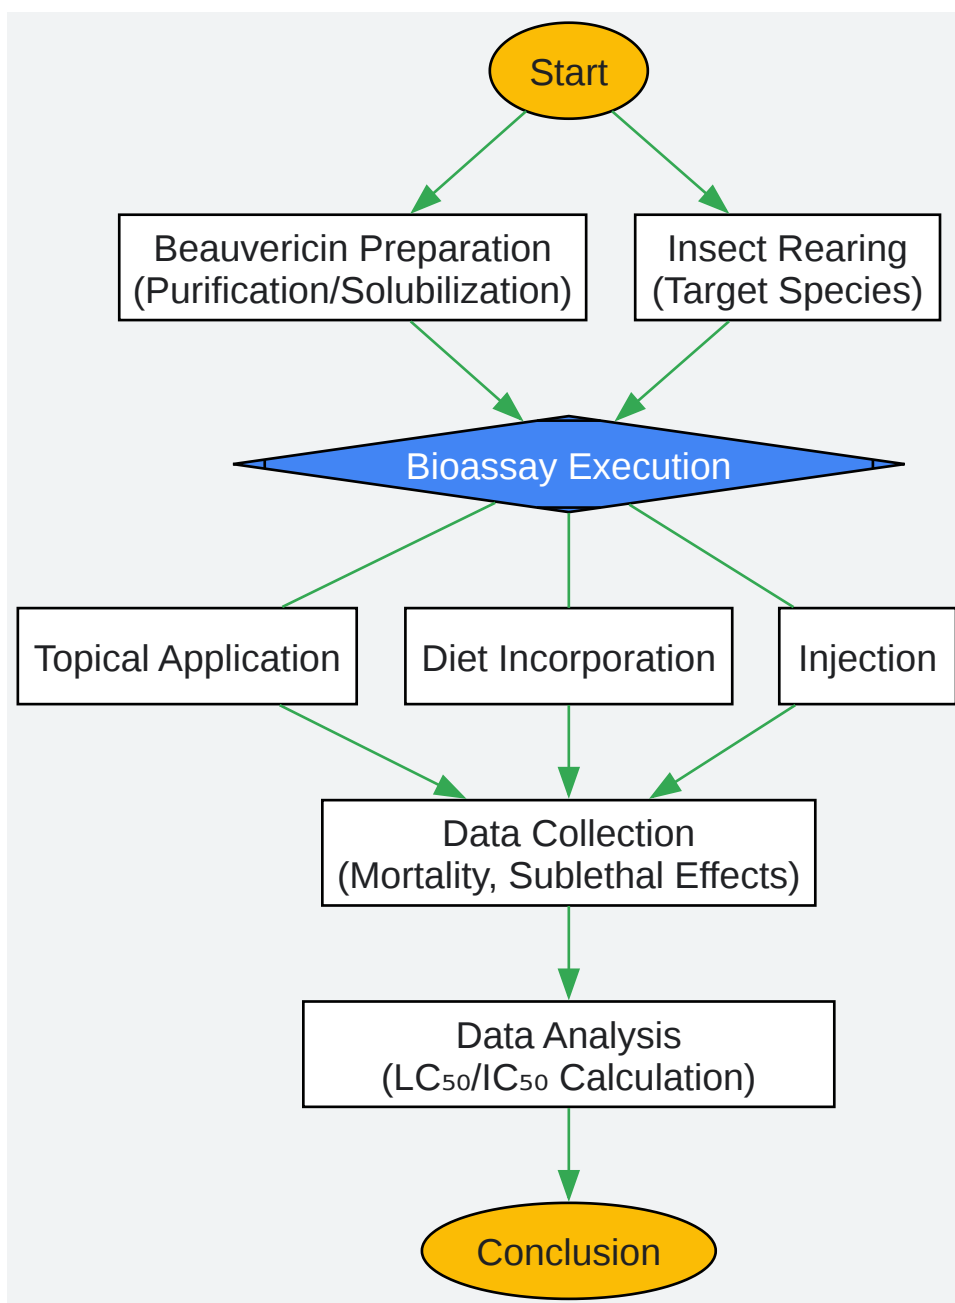 Start
Beauvericin Preparation
(Purification/Solubilization)
Insect Rearing
(Target Species)
Bioassay Execution
Topical Application
Diet Incorporation
Injection
Data Collection
(Mortality, Sublethal Effects)
Data Analysis
(LC₅₀/IC₅₀ Calculation)
Conclusion